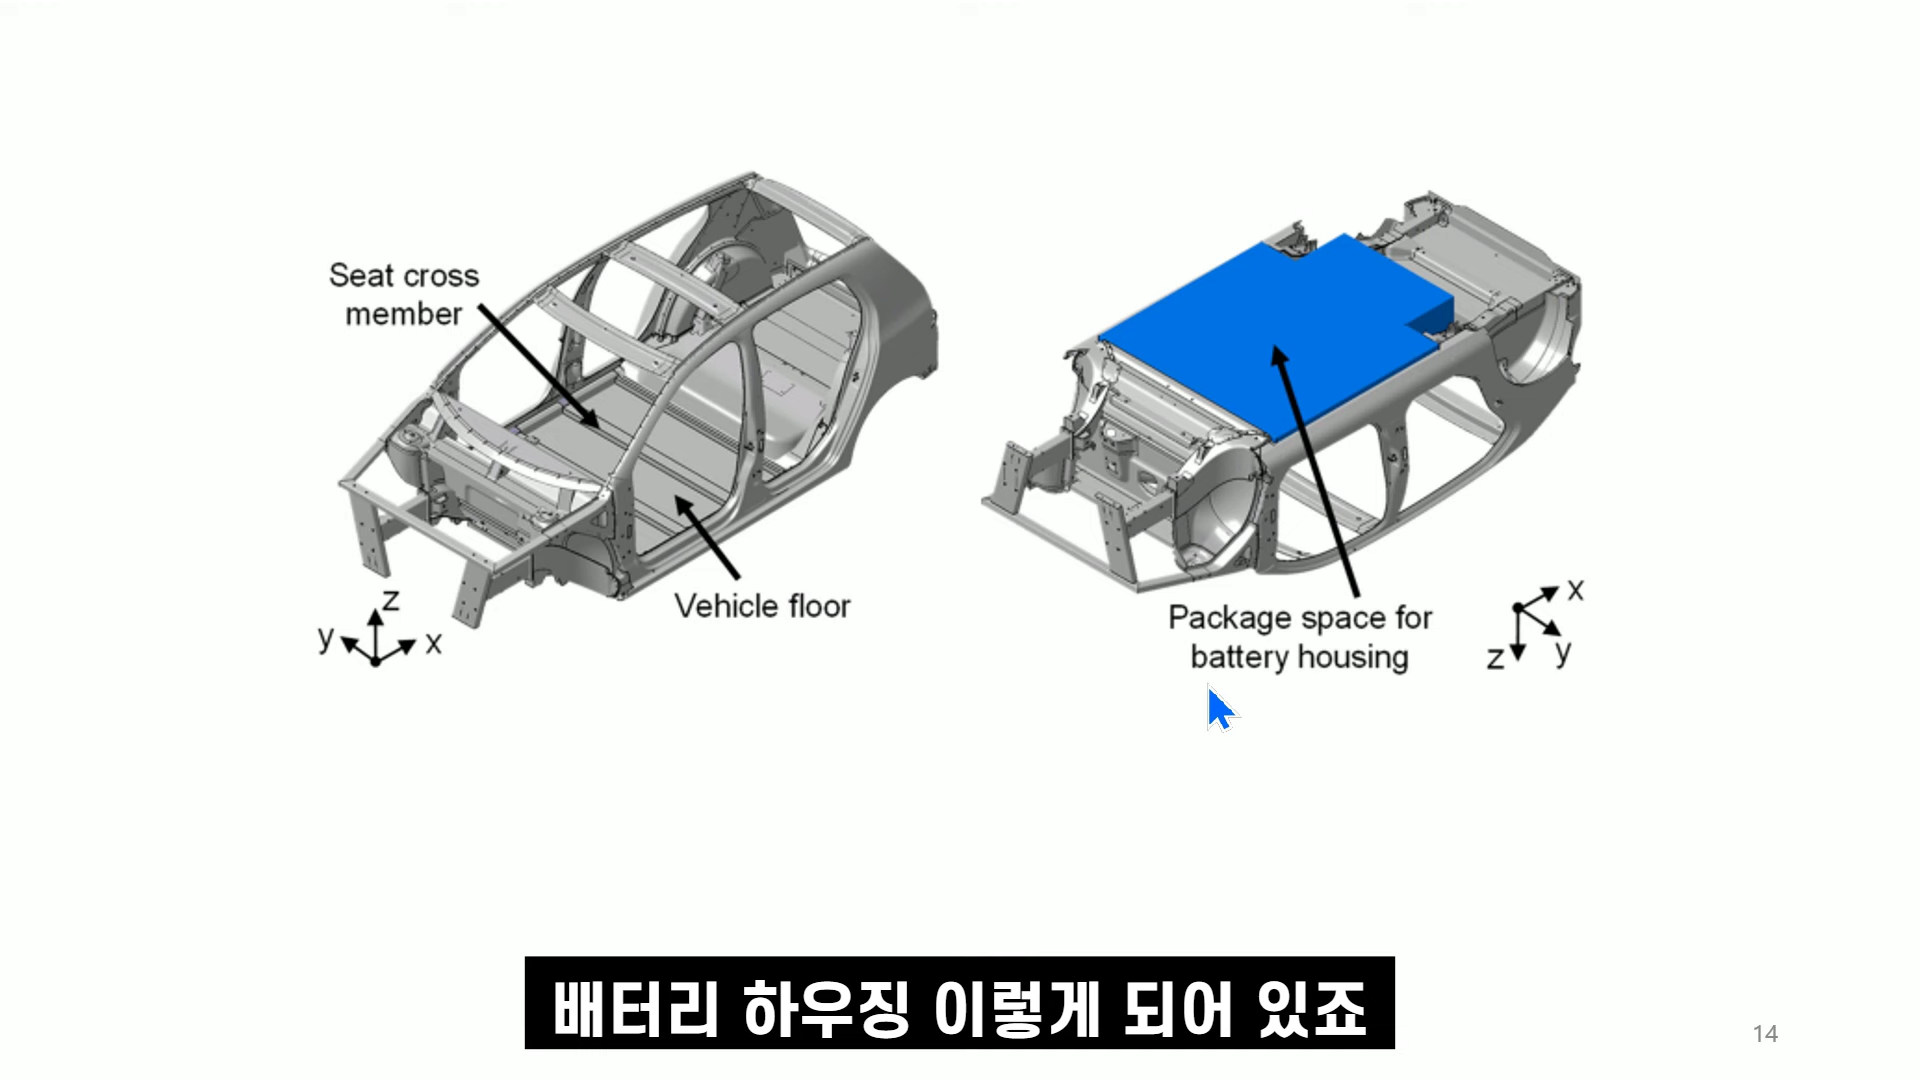 Seat cross
member
Vehicle floor
z
y
x
Package space for
battery housing
x
z
y
배터리 하우징 이렇게 되어 있죠
14